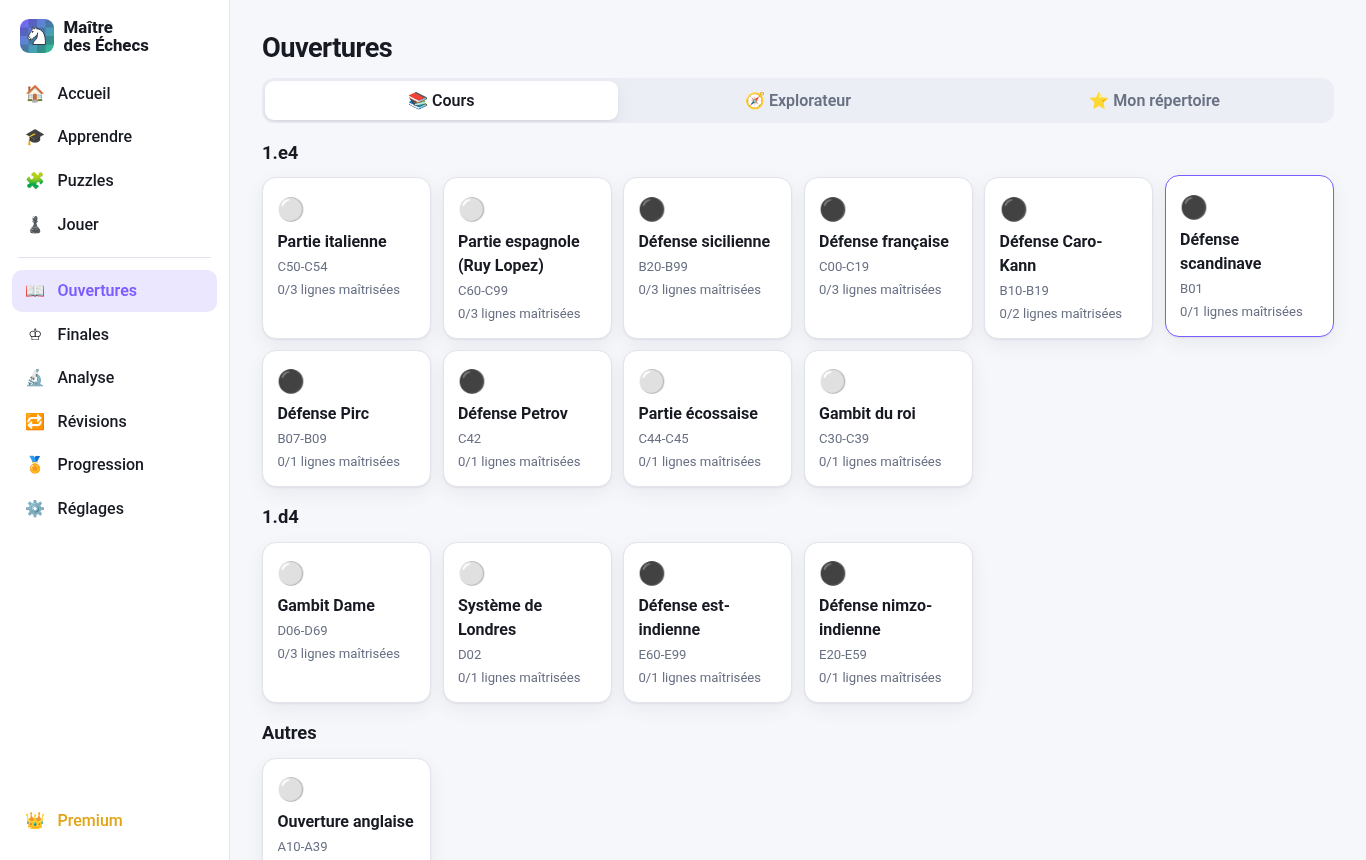 Maître
des Échecs
Accueil
Apprendre
Puzzles
Jouer
Ouvertures
Finales
Analyse
Révisions
Progression
Réglages
Premium
Ouvertures
Cours
Explorateur
Mon répertoire
1.e4
Partie italienne
C50-C54
0/3 lignes maîtrisées
Partie espagnole
(Ruy Lopez)
C60-C99
0/3 lignes maîtrisées
Défense sicilienne
B20-B99
0/3 lignes maîtrisées
Défense française
C00-C19
0/3 lignes maîtrisées
Défense Caro-
Kann
B10-B19
0/2 lignes maîtrisées
Défense
scandinave
B01
0/1 lignes maîtrisées
Défense Pirc
B07-B09
0/1 lignes maîtrisées
Défense Petrov
C42
0/1 lignes maîtrisées
Partie écossaise
C44-C45
0/1 lignes maîtrisées
Gambit du roi
C30-C39
0/1 lignes maîtrisées
1.d4
Gambit Dame
D06-D69
0/3 lignes maîtrisées
Système de
Londres
D02
0/1 lignes maîtrisées
Défense est-
indienne
E60-E99
0/1 lignes maîtrisées
Défense nimzo-
indienne
E20-E59
0/1 lignes maîtrisées
Autres
Ouverture anglaise
A10-A39